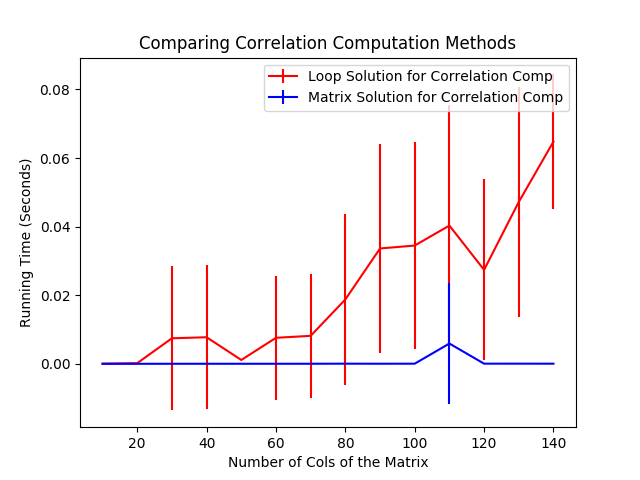 Comparing Correlation Computation Methods
Loop Solution for Correlation Comp
Matrix Solution for Correlation Comp
Running Time (Seconds)
0.08
0.06
0.04
0.02
0.00
20 40 60 80 100 120 140
Number of Cols of the Matrix